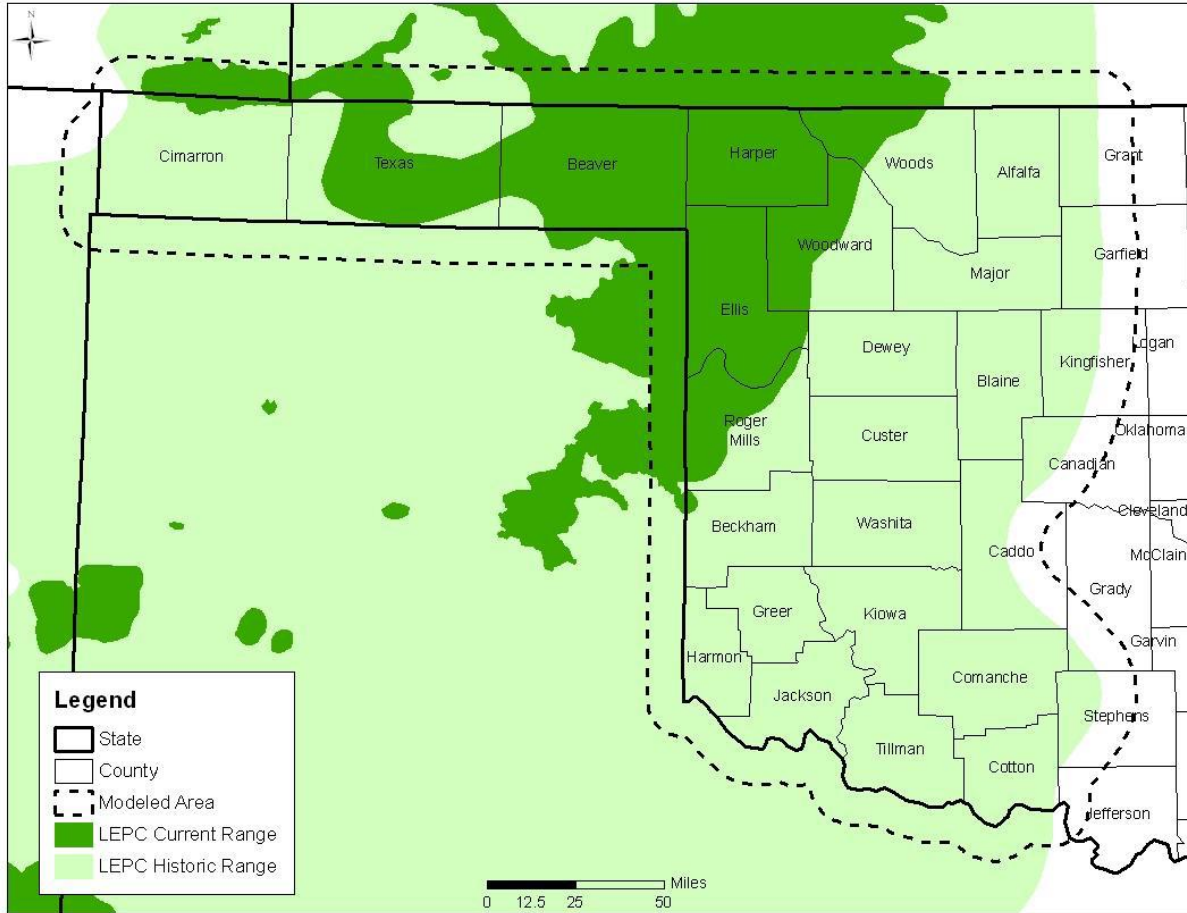 N
Cimarron
Texas
Beaver
Harper
Woods
Alfalfa
Grant
Woodward
Major
Garfield
Ellis
Dewey
Blaine
Kingfisher
Logan
Roger
Mills
Custer
Canadian
Oklahoma
Beckham
Washita
Caddo
Cleveland
McClain
Grady
Greer
Kiowa
Garvin
Harmon
Jackson
Comanche
Stephens
Tillman
Cotton
Jefferson
Legend
State
County
Modeled Area
LEPC Current Range
LEPC Historic Range
Miles
0 12.5 25 50